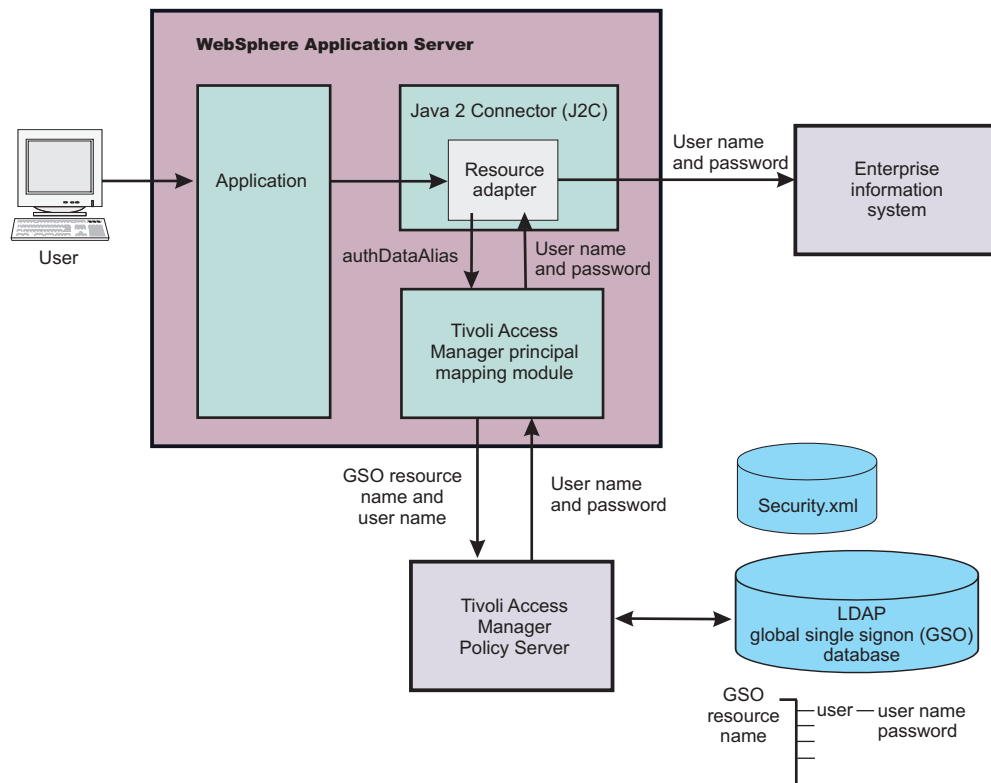 WebSphere Application Server
Java 2 Connector (J2C)
User name
and password
Application
Resource
adapter
Enterprise
information
system
User
authDataAlias
User name
and password
Tivoli Access
Manager principal
mapping module
GSO resource
name and
user name
User name
and password
Security.xml
Tivoli Access
Manager
Policy Server
LDAP
global single signon (GSO)
database
GSO
resource
name
user
user name
password